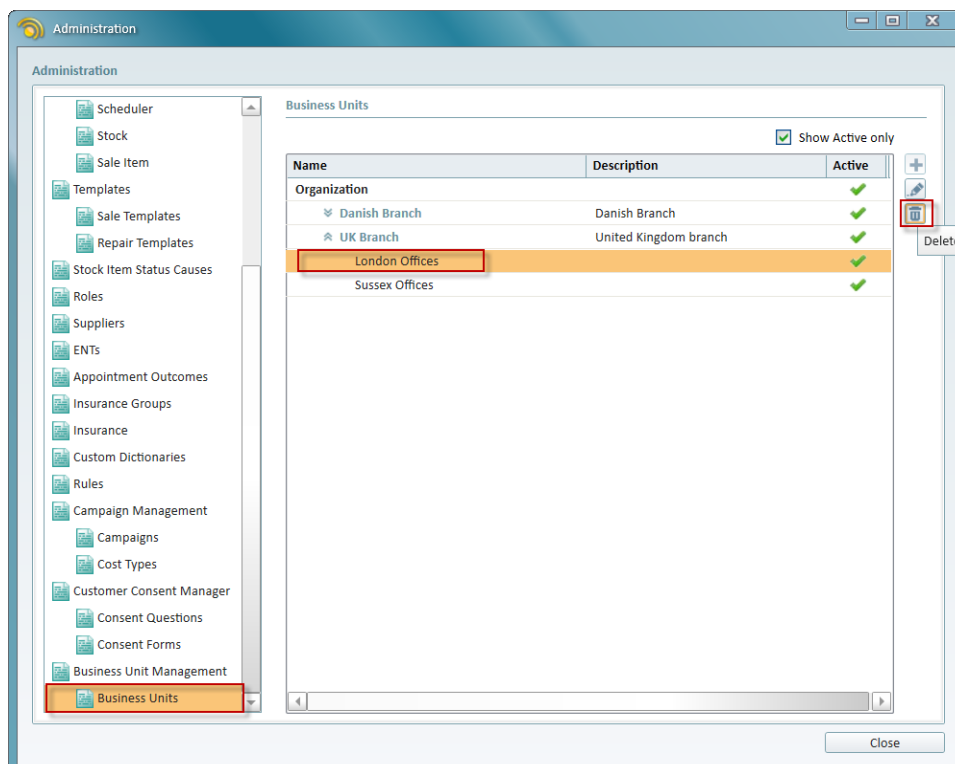 Administration
Administration
Scheduler
Stock
Sale Item
Templates
Sale Templates
Repair Templates
Stock Item Status Causes
Roles
Suppliers
ENTs
Appointment Outcomes
Insurance Groups
Insurance
Custom Dictionaries
Rules
Campaign Management
Campaigns
Cost Types
Customer Consent Manager
Consent Questions
Consent Forms
Business Unit Management
Business Units
Business Units
Show Active only
Name Description Active
Organization
Danish Branch Danish Branch
UK Branch United Kingdom branch
London Offices
Sussex Offices
Delete
Close